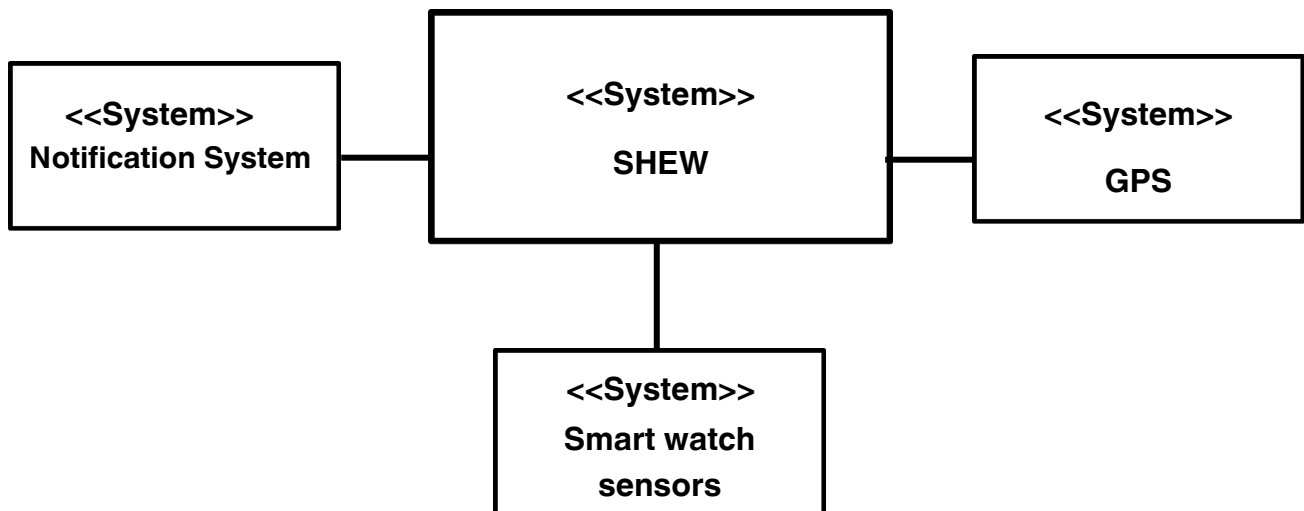 <<System>>
SHEW
<<System>>
Notification System
<<System>>
GPS
<<System>>
Smart watch
sensors